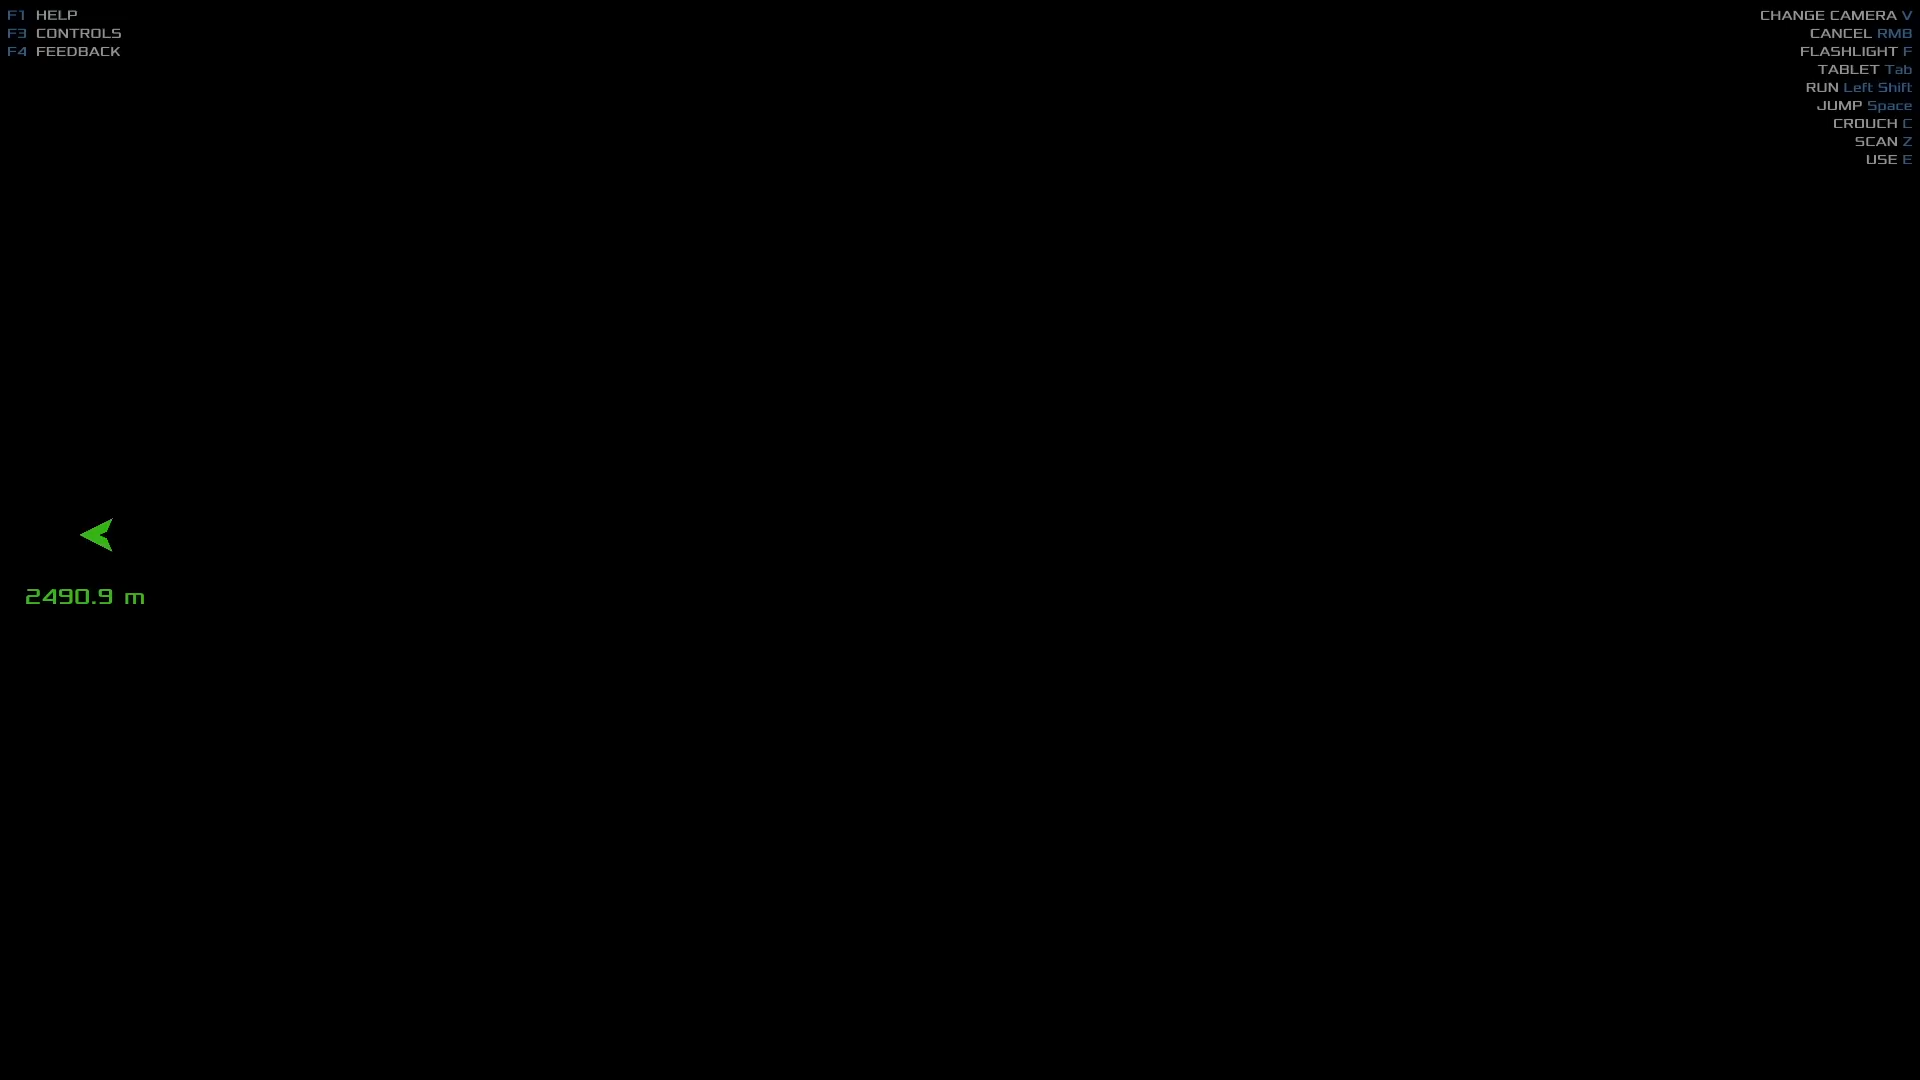 F1 HELP
F3 CONTROLS
F4 FEEDBACK
CHANGE CAMERA V
CANCEL RMB
FLASHLIGHT F
TABLET Tab
RUN Left Shift
JUMP Space
CROUCH C
SCAN Z
USE E
2490.9 m